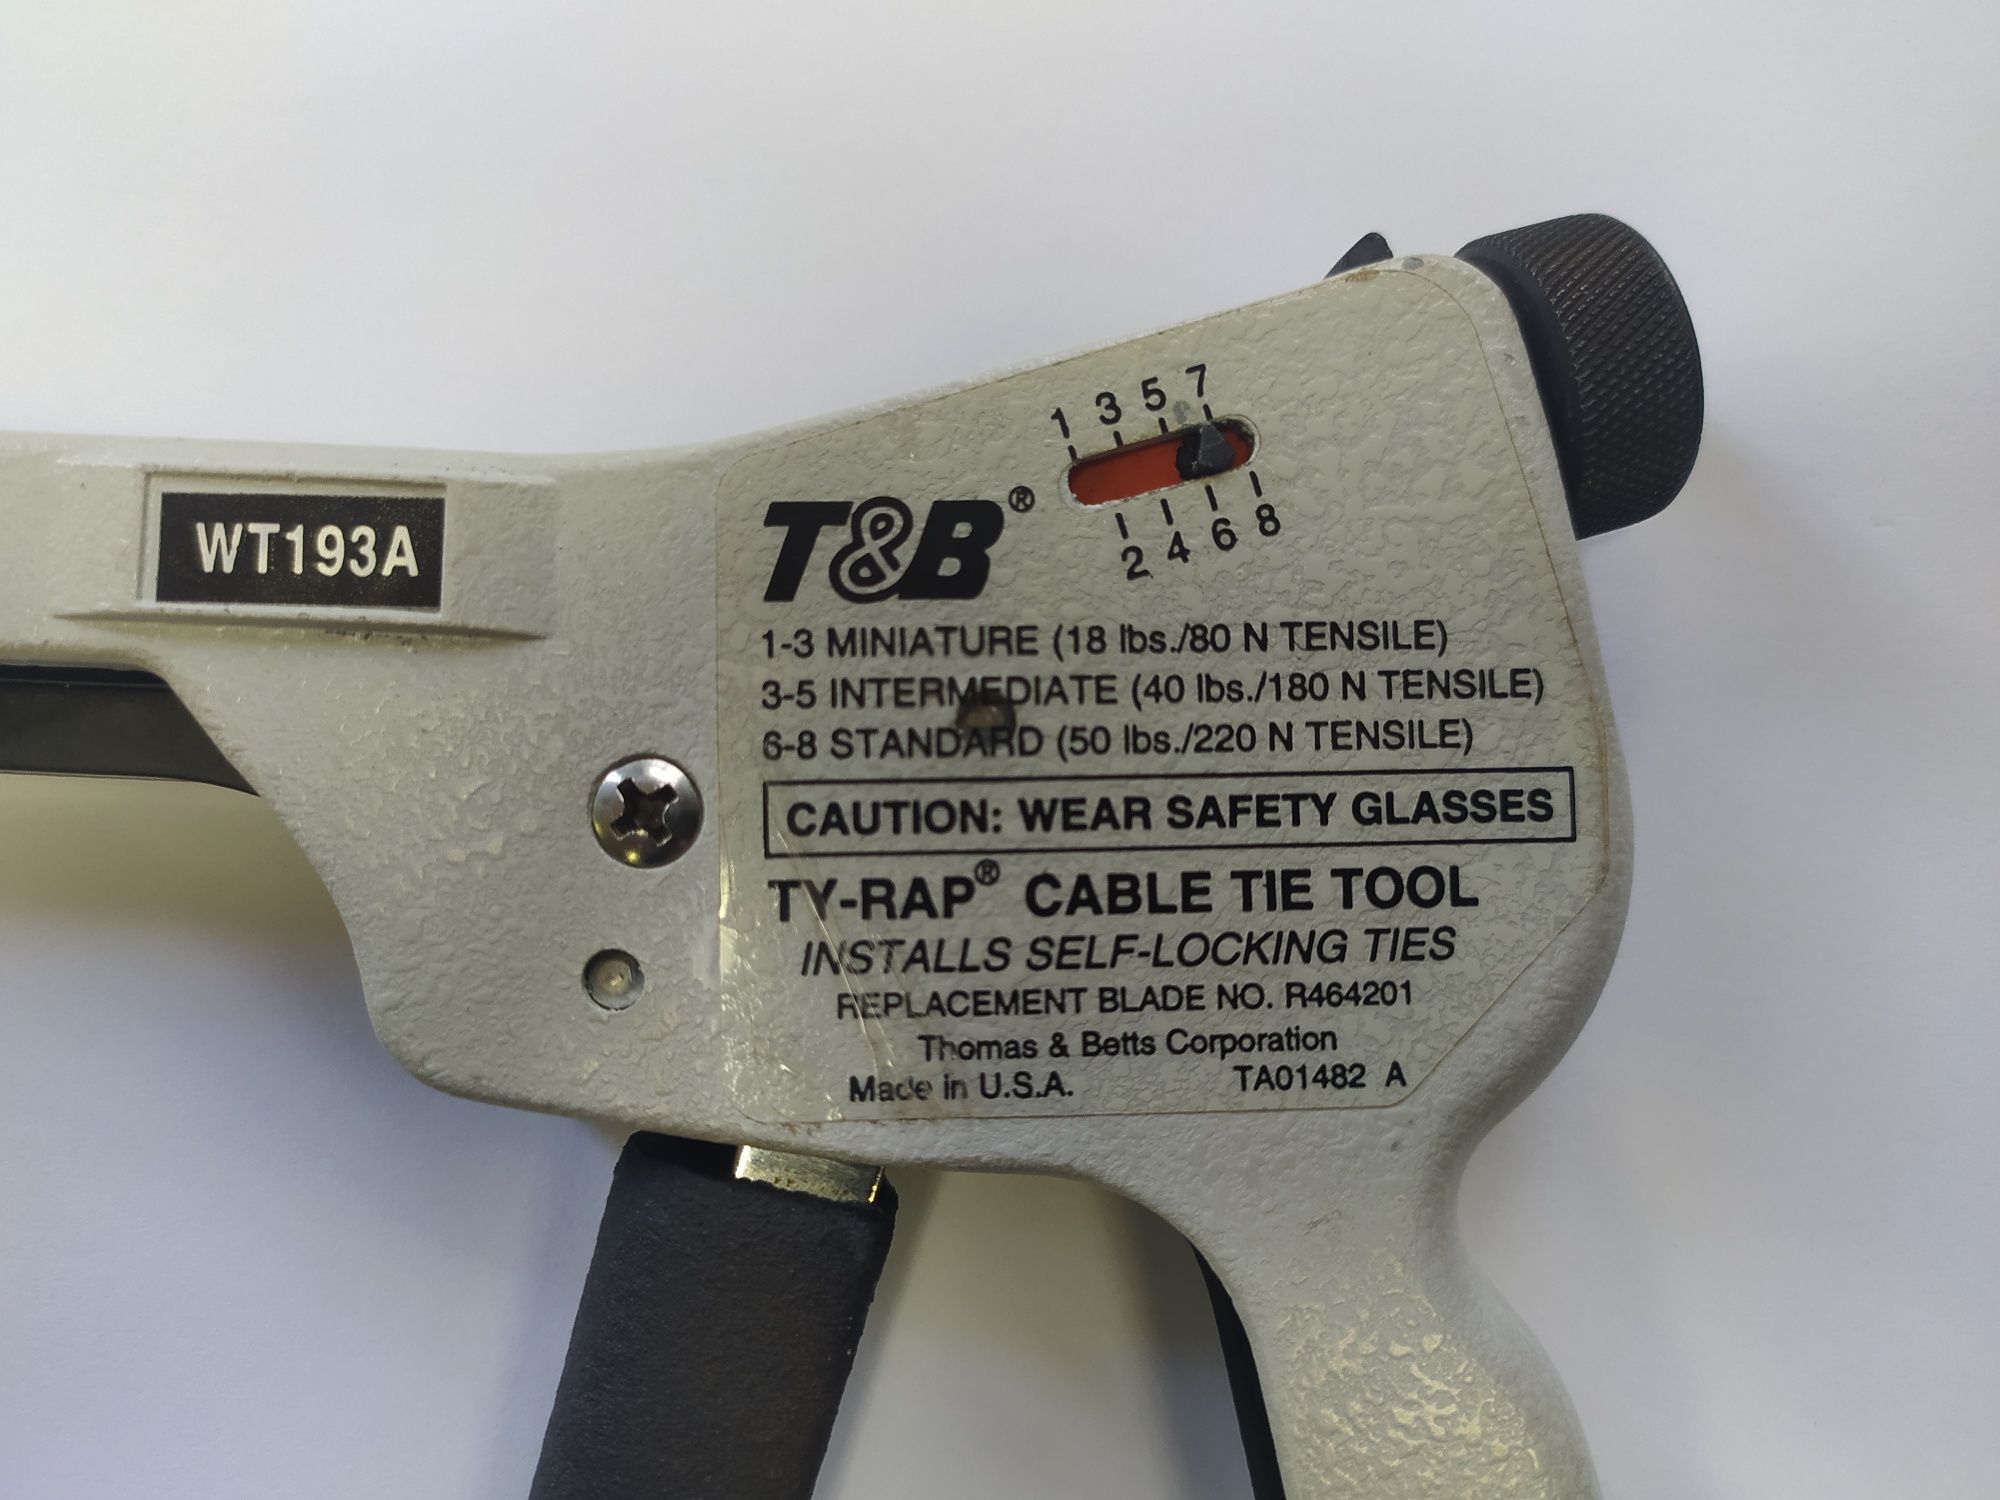 1 3 5 7
2 4 6 8
WT193A
T&B®
1-3 MINIATURE (18 lbs./80 N TENSILE)
3-5 INTERMEDIATE (40 lbs./180 N TENSILE)
6-8 STANDARD (50 lbs./220 N TENSILE)
CAUTION: WEAR SAFETY GLASSES
TY-RAP® CABLE TIE TOOL
INSTALLS SELF-LOCKING TIES
REPLACEMENT BLADE NO. R464201
Thomas & Betts Corporation
Made in U.S.A. TA01482 A